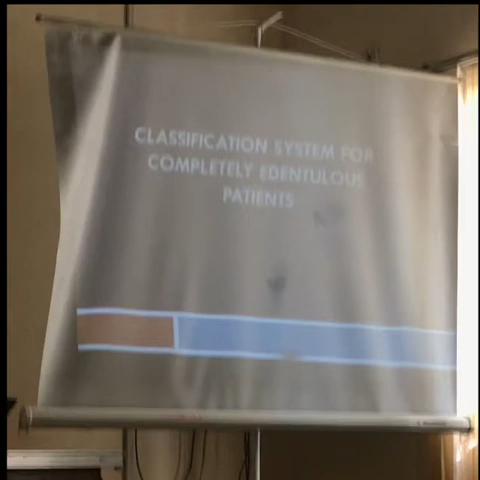 CLASSIFICATION SYSTEM FOR
COMPLETELY EDENTULOUS
PATIENTS